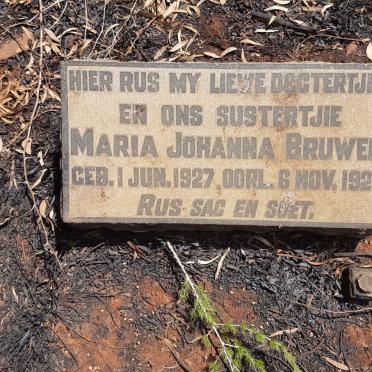 HIER RUS MY LIEWE DOGTERTJIE
EN ONS SUSTERTJIE
MARIA JOHANNA BRUWE
GEB. 1 JUN. 1927, OORL. 6 NOV. 192
RUS SAG EN SOET.